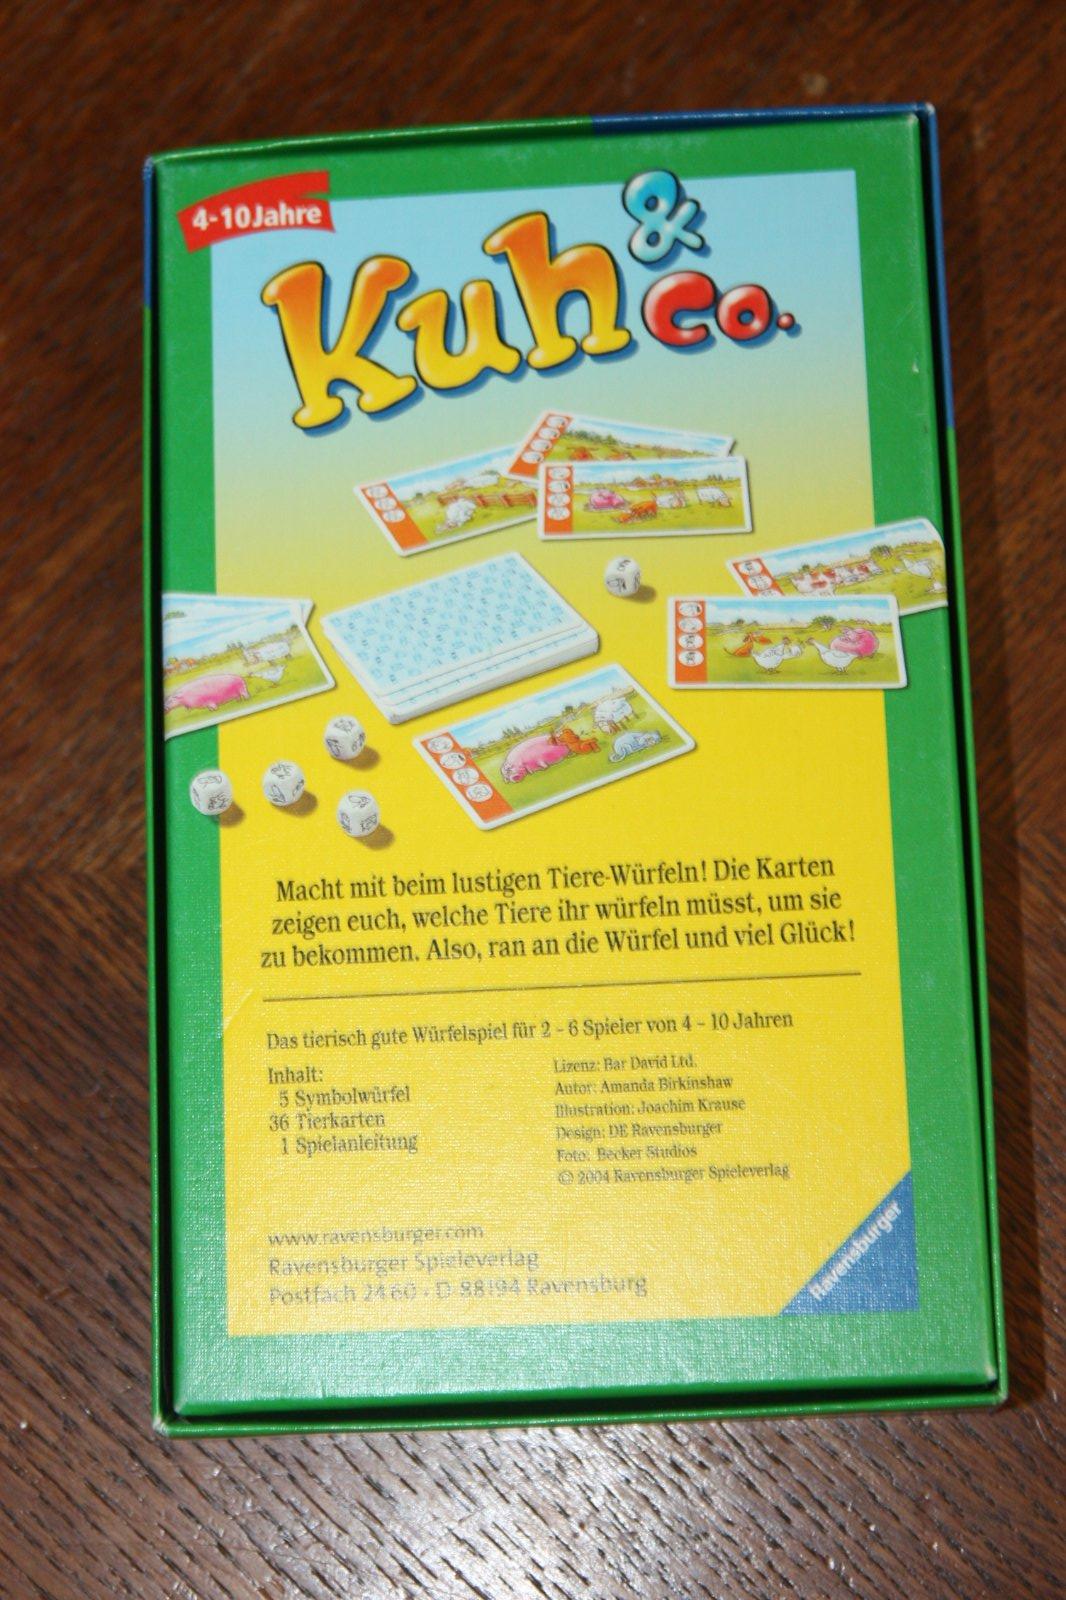 4-10 Jahre
Kuh & Co.
Macht mit beim lustigen Tiere-Würfeln! Die Karten
zeigen euch, welche Tiere ihr würfeln müsst, um sie
zu bekommen. Also, ran an die Würfel und viel Glück!
Das tierisch gute Würfelspiel für 2 - 6 Spieler von 4 - 10 Jahren
Inhalt:
5 Symbolwürfel
36 Tierkarten
1 Spielanleitung
Lizenz: Bar David Ltd.
Autor: Amanda Birkinshaw
Illustration: Joachim Krause
Design: DE Ravensburger
Foto: Becker Studios
© 2004 Ravensburger Spieleverlag
www.ravensburger.com
Ravensburger Spieleverlag
Postfach 24 60 · D-88194 Ravensburg
Ravensburger